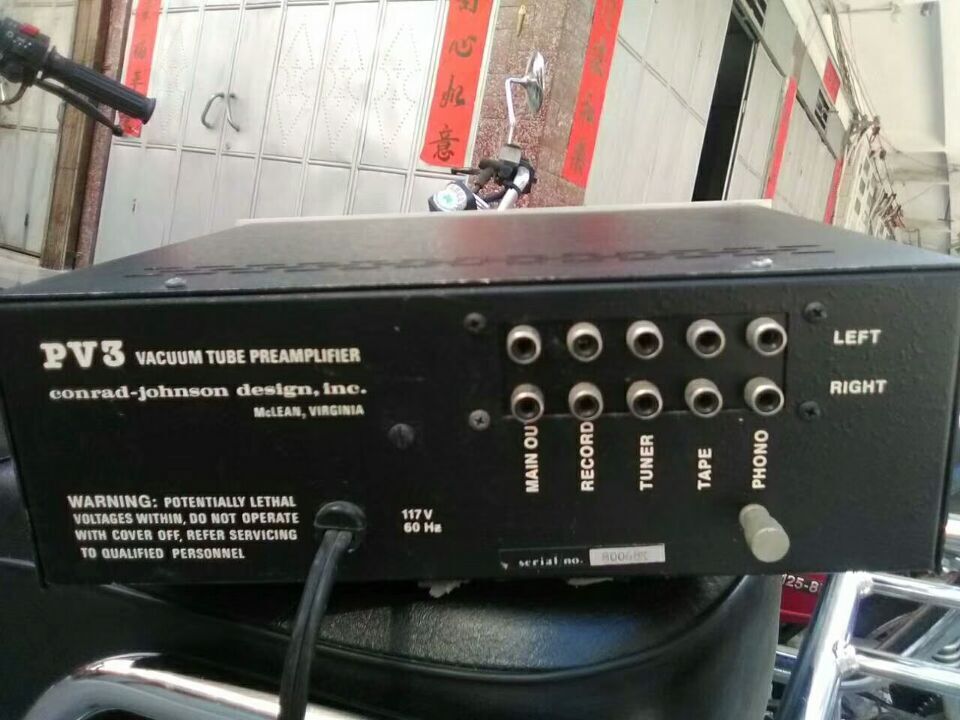 心如意
PV3 VACUUM TUBE PREAMPLIFIER
conrad-johnson design, inc.
McLEAN, VIRGINIA
WARNING: POTENTIALLY LETHAL
VOLTAGES WITHIN, DO NOT OPERATE
WITH COVER OFF, REFER SERVICING
TO QUALIFIED PERSONNEL
117V
60 Hz
LEFT
RIGHT
MAIN OU
RECORD
TUNER
TAPE
PHONO
serial no.